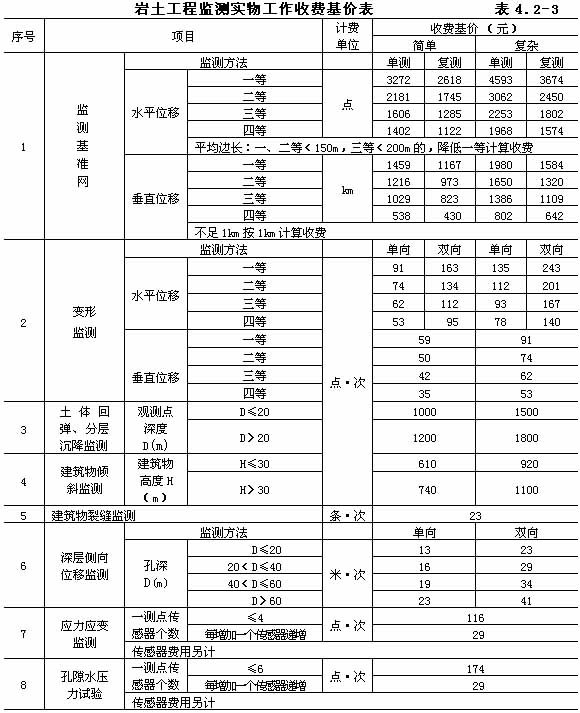 岩土工程监测实物工作收费基价表 表4.2-3
序号 项目 计费单位 收费基价（元）
简单 复杂
1 监测基准网 监测方法 单测 复测 单测 复测
水平位移 一等 点 3272 2618 4593 3674
二等 2181 1745 3062 2450
三等 1606 1285 2253 1802
四等 1402 1122 1968 1574
平均边长：一、二等＜150m，三等＜200m的，降低一等计算收费
垂直位移 一等 km 1459 1167 1980 1584
二等 1216 973 1650 1320
三等 1029 823 1386 1109
四等 538 430 802 642
不足1km按1km计算收费
2 变形监测 监测方法 点·次 单向 双向 单向 双向
水平位移 一等 91 163 135 243
二等 74 134 112 201
三等 62 112 93 167
四等 53 95 78 140
垂直位移 一等 59 91
二等 50 74
三等 42 62
四等 35 53
3 土体回弹、分层沉降监测 观测点深度D(m) D≤20 1000 1500
D＞20 1200 1800
4 建筑物倾斜监测 建筑物高度H（m） H≤30 610 920
H＞30 740 1100
5 建筑物裂缝监测 条·次 23
6 深层侧向位移监测 监测方法 米·次 单向 双向
孔深D(m) D≤20 13 23
20＜D≤40 16 29
40＜D≤60 19 34
D＞60 23 41
7 应力应变监测 一测点传感器个数 ≤4 点·次 116
每增加一个传感器递增 29
传感器费用另计
8 孔隙水压力试验 一测点传感器个数 ≤6 点·次 174
每增加一个传感器递增 29
传感器费用另计